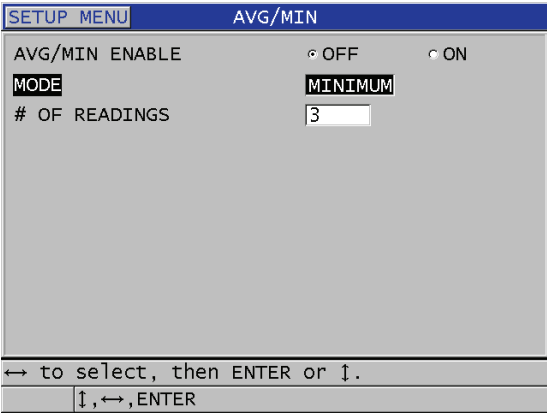 SETUP MENU AVG/MIN
AVG/MIN ENABLE OFF ON
MODE MINIMUM
# OF READINGS 3
↔ to select, then ENTER or ↕.
↕,↔,ENTER